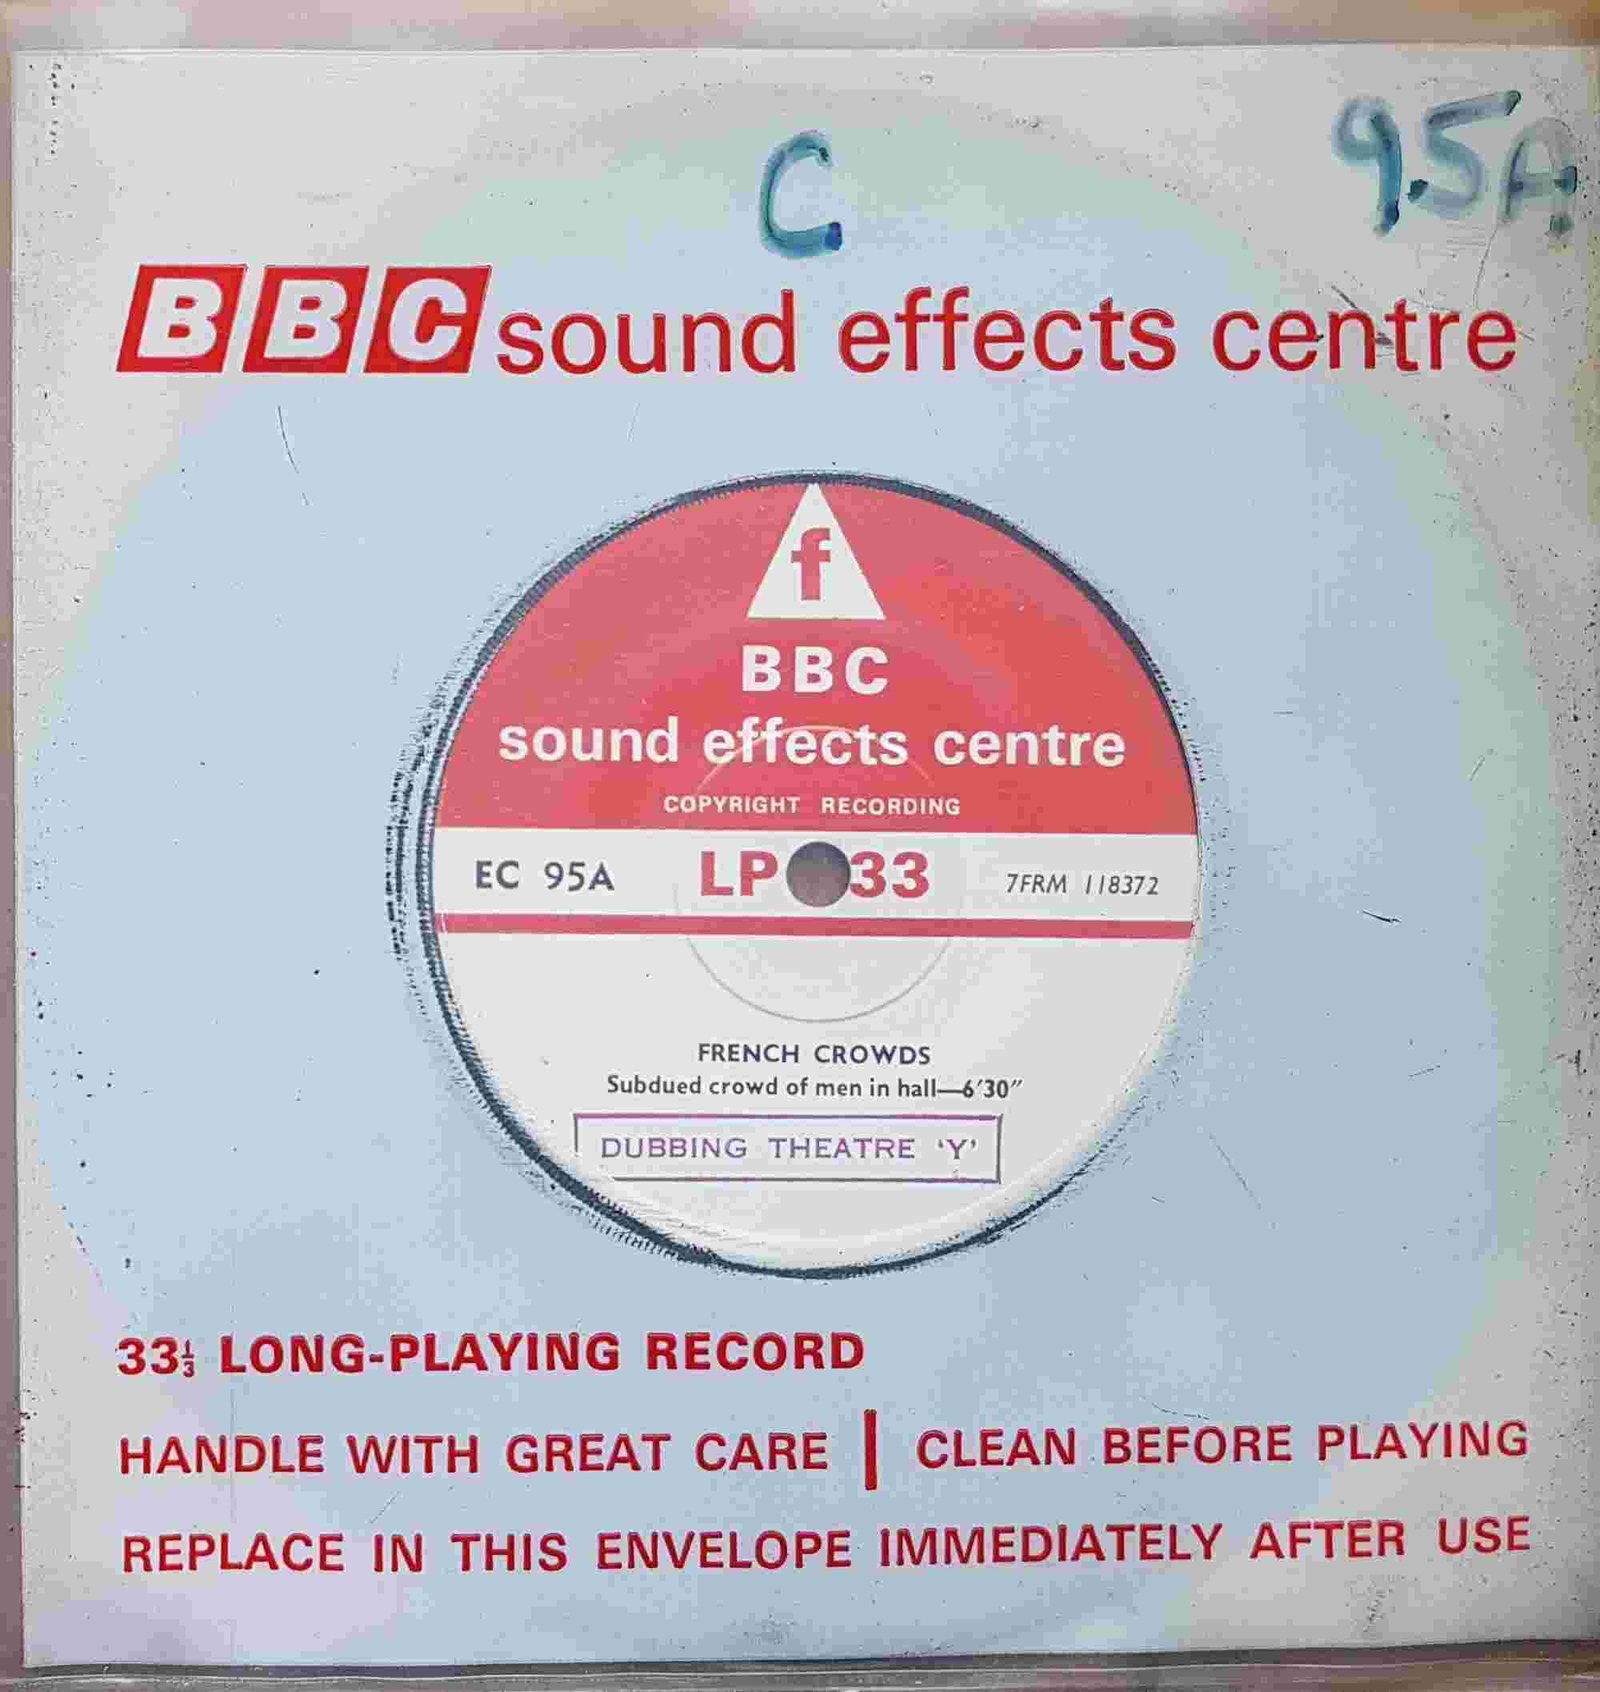 C 95A
BBC sound effects centre
f
BBC
sound effects centre
COPYRIGHT RECORDING
EC 95A LP 33 7FRM 118372
FRENCH CROWDS
Subdued crowd of men in hall—6′30″
DUBBING THEATRE ‘Y’
33⅓ LONG-PLAYING RECORD
HANDLE WITH GREAT CARE | CLEAN BEFORE PLAYING
REPLACE IN THIS ENVELOPE IMMEDIATELY AFTER USE